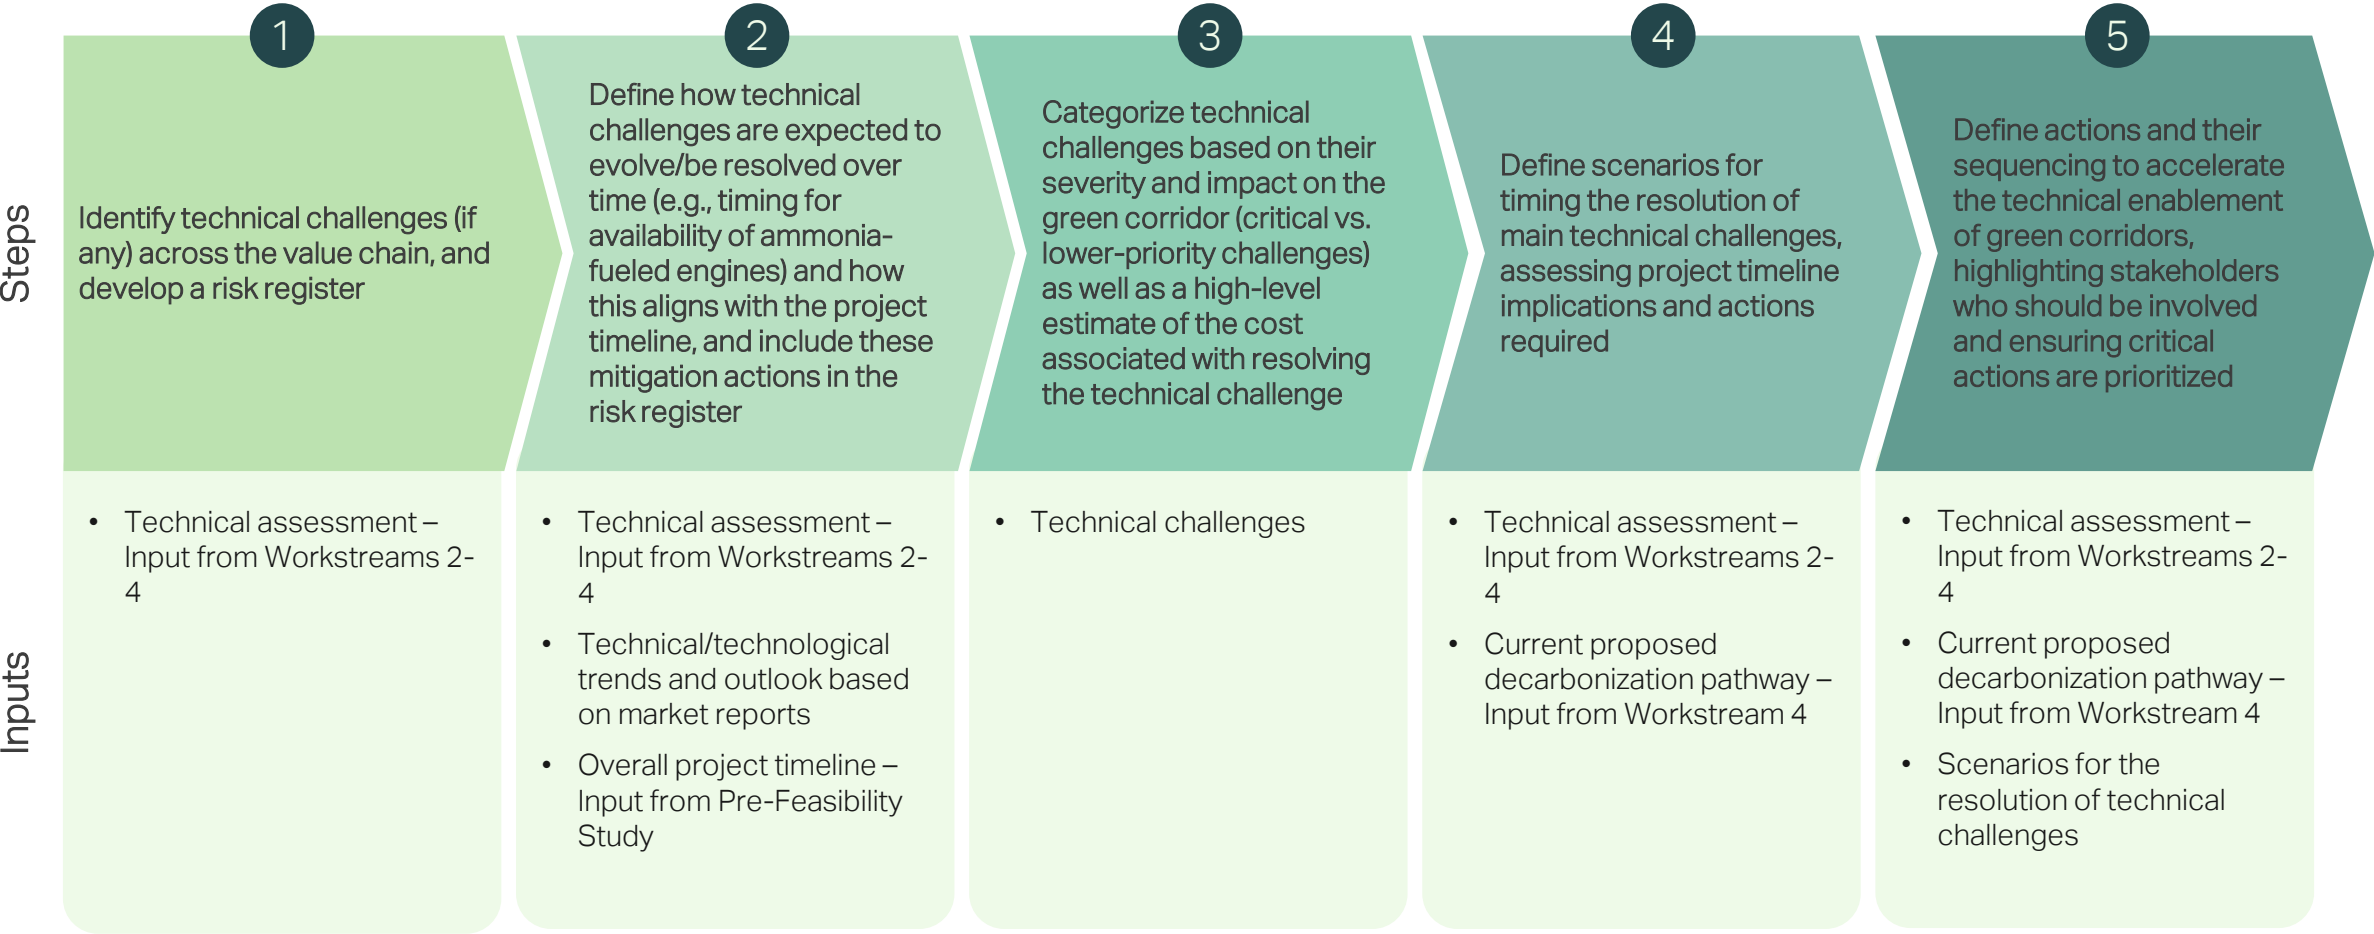 1
2
3
4
5
Steps
Identify technical challenges (if
any) across the value chain, and
develop a risk register
Define how technical
challenges are expected to
evolve/be resolved over
time (e.g., timing for
availability of ammonia-
fueled engines) and how
this aligns with the project
timeline, and include these
mitigation actions in the
risk register
Categorize technical
challenges based on their
severity and impact on the
green corridor (critical vs.
lower-priority challenges)
as well as a high-level
estimate of the cost
associated with resolving
the technical challenge
Define scenarios for
timing the resolution of
main technical challenges,
assessing project timeline
implications and actions
required
Define actions and their
sequencing to accelerate
the technical enablement
of green corridors,
highlighting stakeholders
who should be involved
and ensuring critical
actions are prioritized
Inputs
• Technical assessment –
Input from Workstreams 2-
4
• Technical assessment –
Input from Workstreams 2-
4
• Technical/technological
trends and outlook based
on market reports
• Overall project timeline –
Input from Pre-Feasibility
Study
• Technical challenges
• Technical assessment –
Input from Workstreams 2-
4
• Current proposed
decarbonization pathway –
Input from Workstream 4
• Technical assessment –
Input from Workstreams 2-
4
• Current proposed
decarbonization pathway –
Input from Workstream 4
• Scenarios for the
resolution of technical
challenges